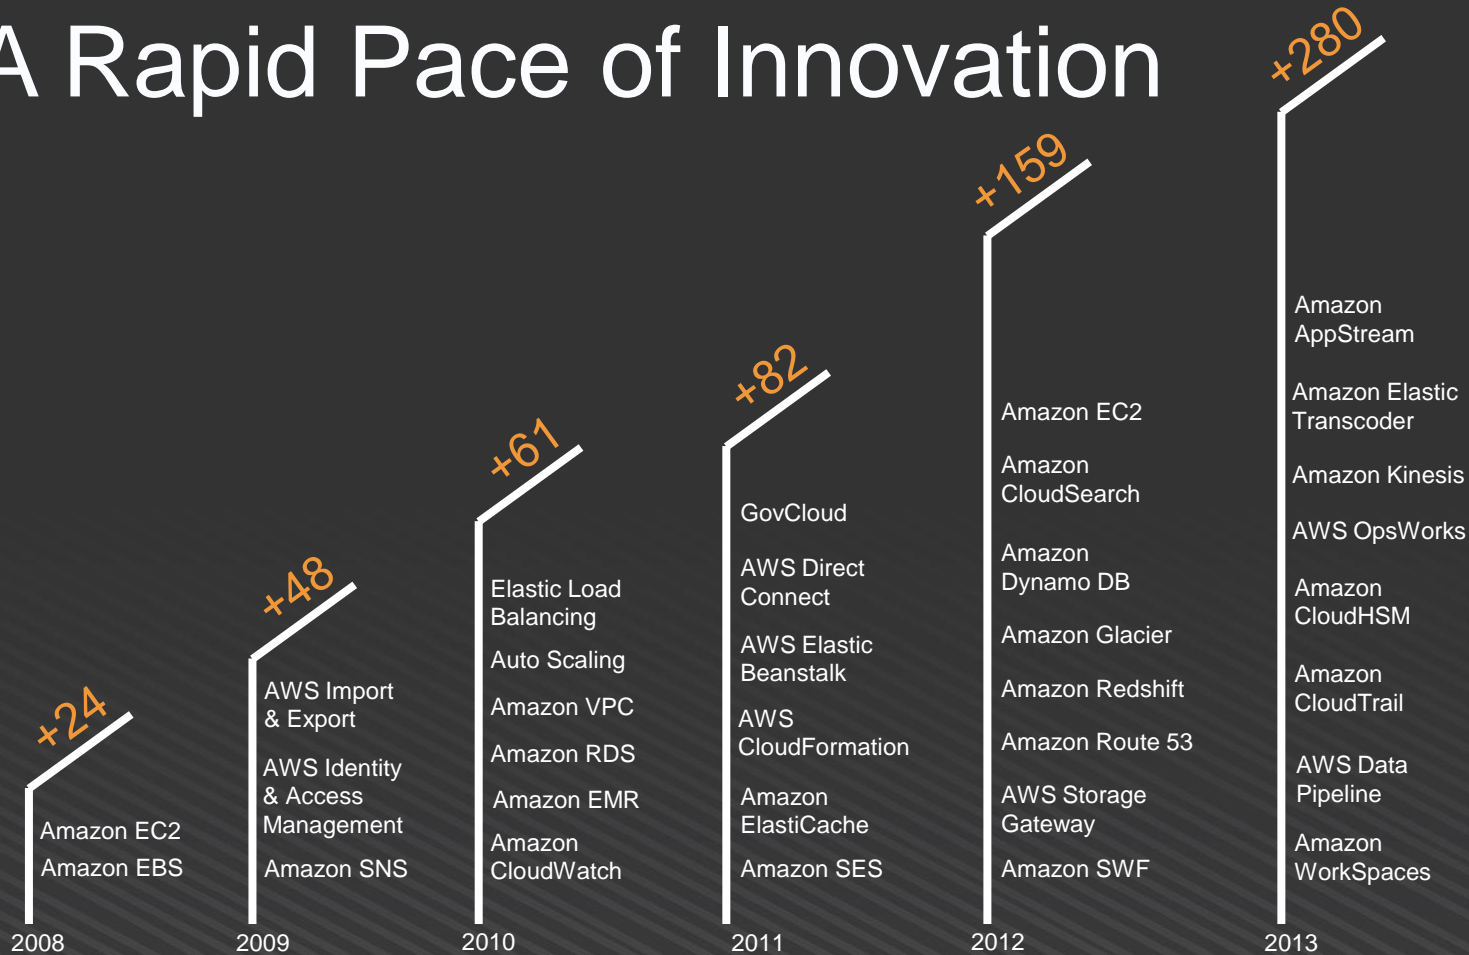 A Rapid Pace of Innovation
+24
Amazon EC2
Amazon EBS
2008
+48
AWS Import
& Export
AWS Identity
& Access
Management
Amazon SNS
2009
+61
Elastic Load
Balancing
Auto Scaling
Amazon VPC
Amazon RDS
Amazon EMR
Amazon
CloudWatch
2010
+82
GovCloud
AWS Direct
Connect
AWS Elastic
Beanstalk
AWS
CloudFormation
Amazon
ElastiCache
Amazon SES
2011
+159
Amazon EC2
Amazon
CloudSearch
Amazon
Dynamo DB
Amazon Glacier
Amazon Redshift
Amazon Route 53
AWS Storage
Gateway
Amazon SWF
2012
+280
Amazon
AppStream
Amazon Elastic
Transcoder
Amazon Kinesis
AWS OpsWorks
Amazon
CloudHSM
Amazon
CloudTrail
AWS Data
Pipeline
Amazon
WorkSpaces
2013